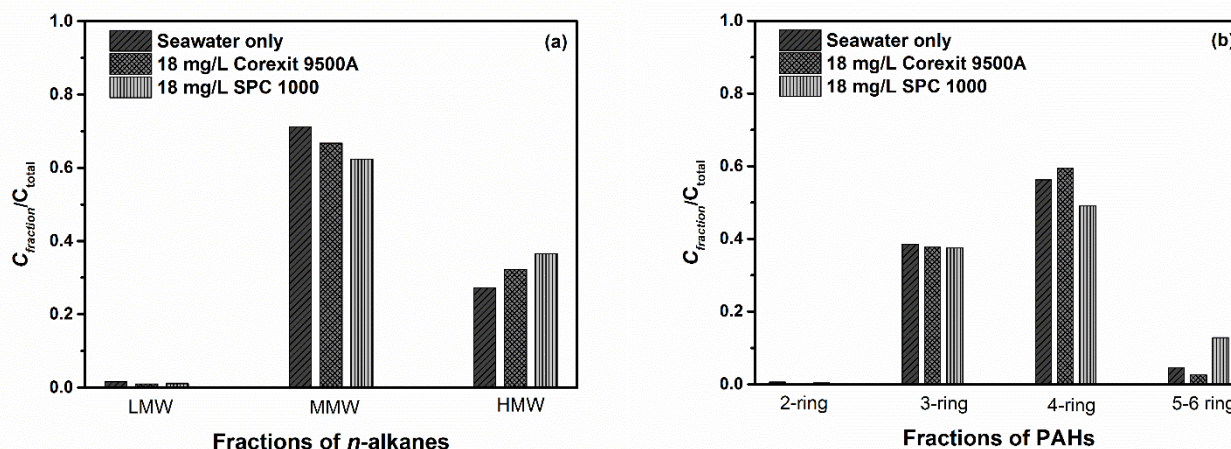 1.0
0.8
0.6
0.4
0.2
0.0
C_fraction/C_total
Seawater only
18 mg/L Corexit 9500A
18 mg/L SPC 1000
(a)
LMW MMW HMW
Fractions of n-alkanes
1.0
0.8
0.6
0.4
0.2
0.0
C_fraction/C_total
Seawater only
18 mg/L Corexit 9500A
18 mg/L SPC 1000
(b)
2-ring 3-ring 4-ring 5-6 ring
Fractions of PAHs